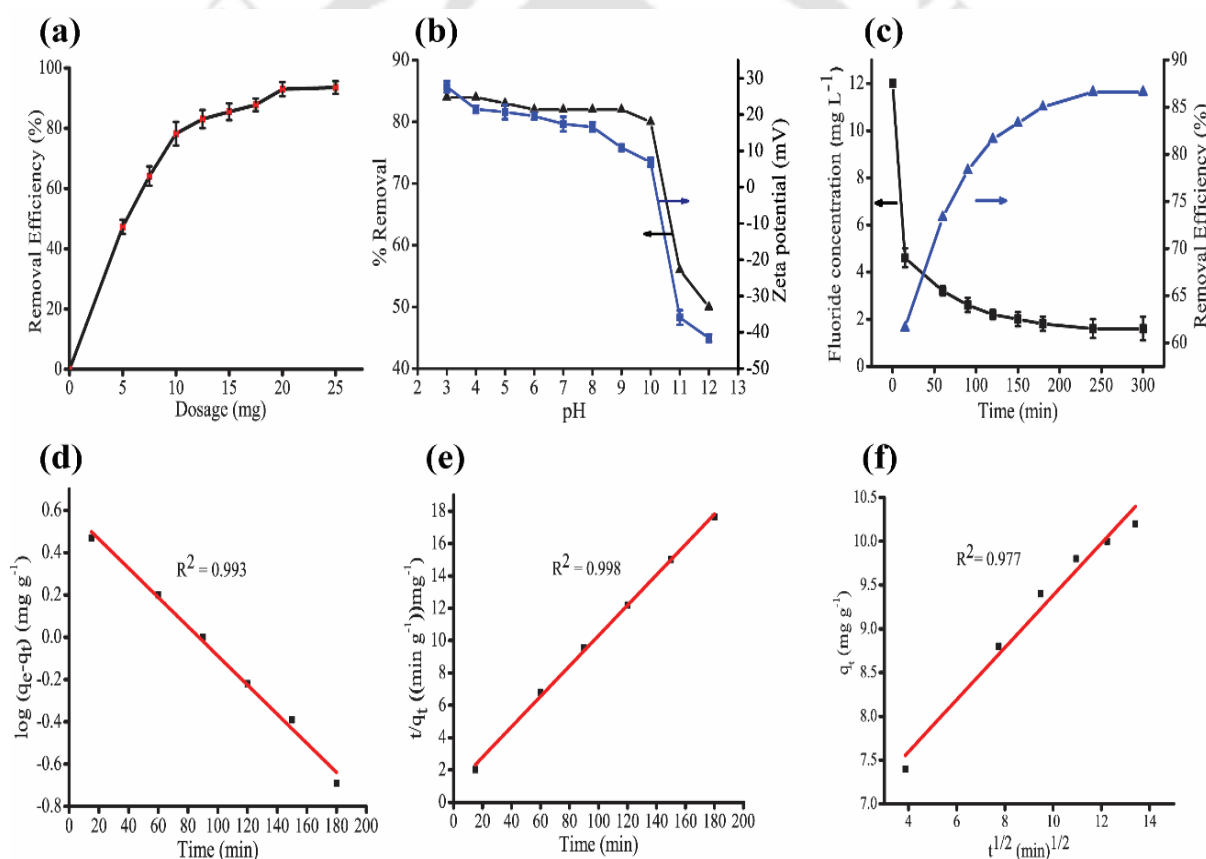 (a)
Removal Efficiency (%)
100
80
60
40
20
0
0 5 10 15 20 25
Dosage (mg)
(b)
% Removal
90
80
70
60
50
40
30
20
10
0
-10
-20
-30
-40
-50
Zeta potential (mV)
2 3 4 5 6 7 8 9 10 11 12 13
pH
(c)
Fluoride concentration (mg L⁻¹)
12
10
8
6
4
2
0
90
85
80
75
70
65
60
Removal Efficiency (%)
0 50 100 150 200 250 300
Time (min)
(d)
log (qₑ-qₜ) (mg g⁻¹)
0.6
0.4
0.2
0.0
-0.2
-0.4
-0.6
-0.8
R² = 0.993
0 20 40 60 80 100 120 140 160 180 200
Time (min)
(e)
t/qₜ ((min g⁻¹))mg⁻¹)
18
16
14
12
10
8
6
4
2
0
R² = 0.998
0 20 40 60 80 100 120 140 160 180 200
Time (min)
(f)
qₜ (mg g⁻¹)
10.5
10.0
9.5
9.0
8.5
8.0
7.5
7.0
R² = 0.977
4 6 8 10 12 14
t¹ᐟ² (min)¹ᐟ²